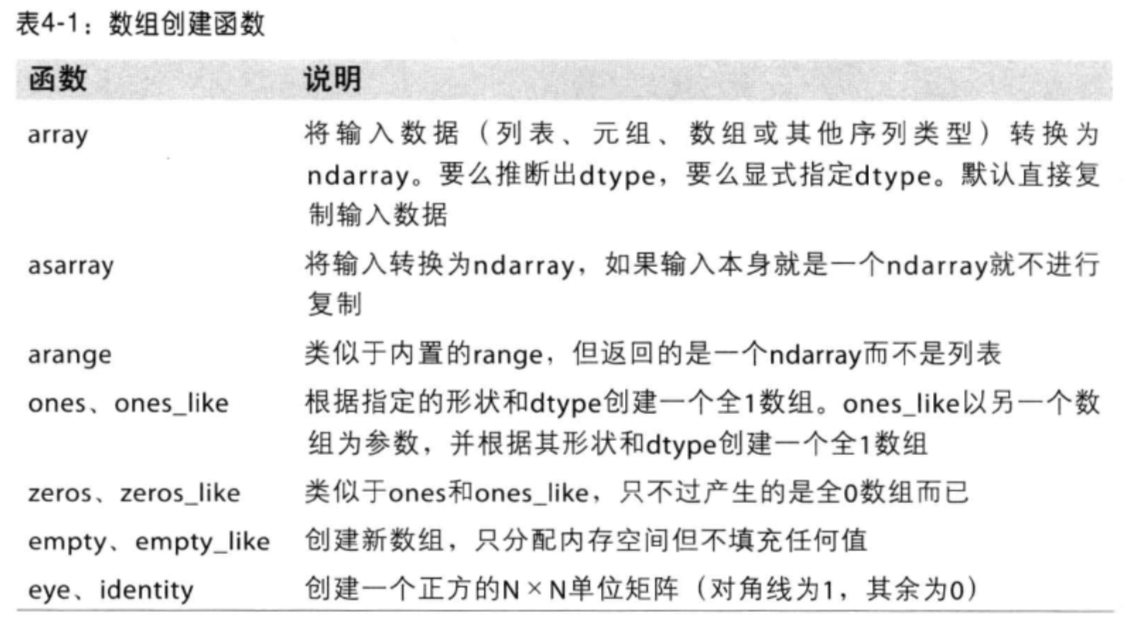 表4-1：数组创建函数
函数 说明
array 将输入数据（列表、元组、数组或其他序列类型）转换为
ndarray。要么推断出dtype，要么显式指定dtype。默认直接复
制输入数据
asarray 将输入转换为ndarray，如果输入本身就是一个ndarray就不进行
复制
arange 类似于内置的range，但返回的是一个ndarray而不是列表
ones、ones_like 根据指定的形状和dtype创建一个全1数组。ones_like以另一个数
组为参数，并根据其形状和dtype创建一个全1数组
zeros、zeros_like 类似于ones和ones_like，只不过产生的是全0数组而已
empty、empty_like 创建新数组，只分配内存空间但不填充任何值
eye、identity 创建一个正方的N×N单位矩阵（对角线为1，其余为0）